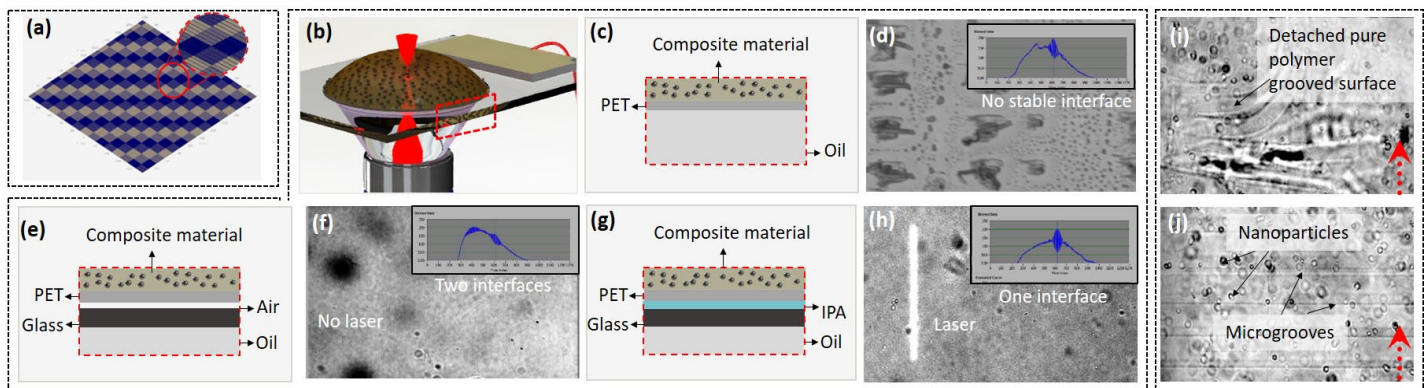 (a)
(b)
(c)
Composite material
PET
Oil
(d)
No stable interface
(i)
Detached pure
polymer
grooved surface
(e)
Composite material
PET
Air
Glass
Oil
(f)
Two interfaces
No laser
(g)
Composite material
PET
IPA
Glass
Oil
(h)
One interface
Laser
(j)
Nanoparticles
Microgrooves